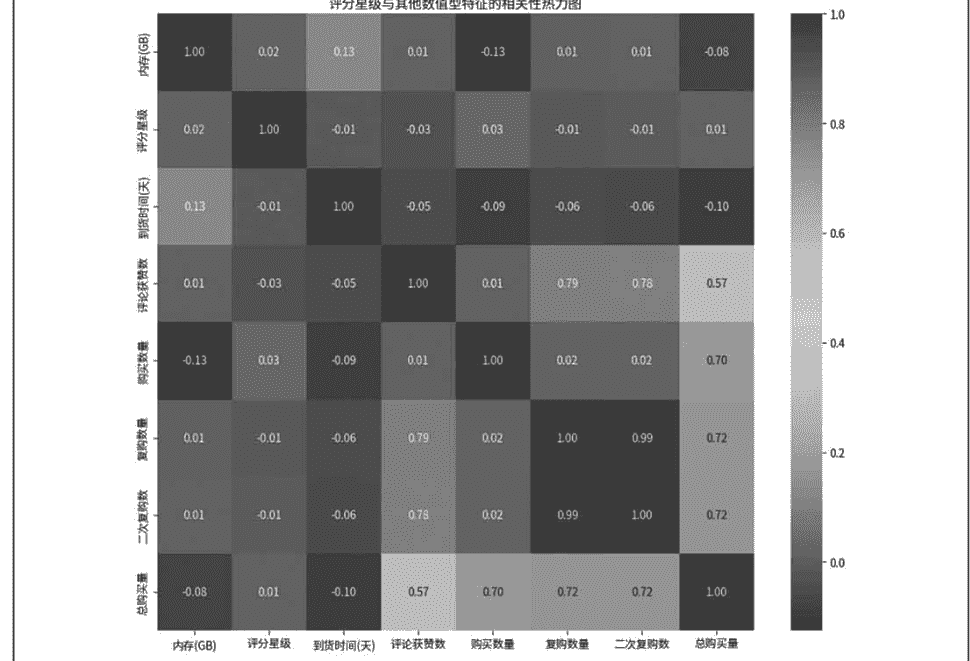 评分星级与其他数值型特征的相关性热力图
内存(GB) 1.00 0.02 0.13 0.01 -0.13 0.01 0.01 -0.08
评分星级 0.02 1.00 -0.01 -0.03 0.03 -0.01 -0.01 0.01
到货时间(天) 0.13 -0.01 1.00 -0.05 -0.09 -0.06 -0.06 -0.10
评论获赞数 0.01 -0.03 -0.05 1.00 0.01 0.79 0.78 0.57
购买数量 -0.13 0.03 -0.09 0.01 1.00 0.02 0.02 0.70
复购数量 0.01 -0.01 -0.06 0.79 0.02 1.00 0.99 0.72
二次复购数 0.01 -0.01 -0.06 0.78 0.02 0.99 1.00 0.72
总购买量 -0.08 0.01 -0.10 0.57 0.70 0.72 0.72 1.00
内存(GB) 评分星级 到货时间(天) 评论获赞数 购买数量 复购数量 二次复购数 总购买量
1.0
0.8
0.6
0.4
0.2
0.0